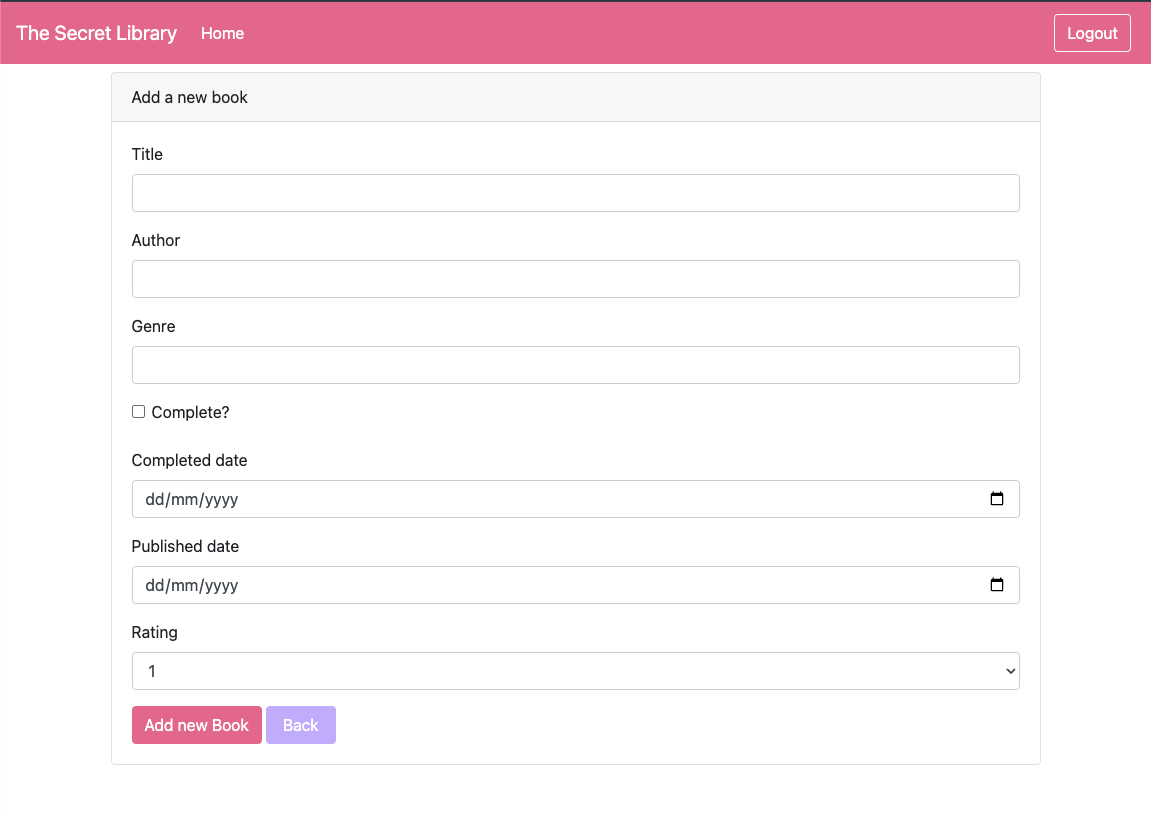 The Secret Library Home Logout
Add a new book
Title
Author
Genre
Complete?
Completed date
dd/mm/yyyy
Published date
dd/mm/yyyy
Rating
1
Add new Book Back